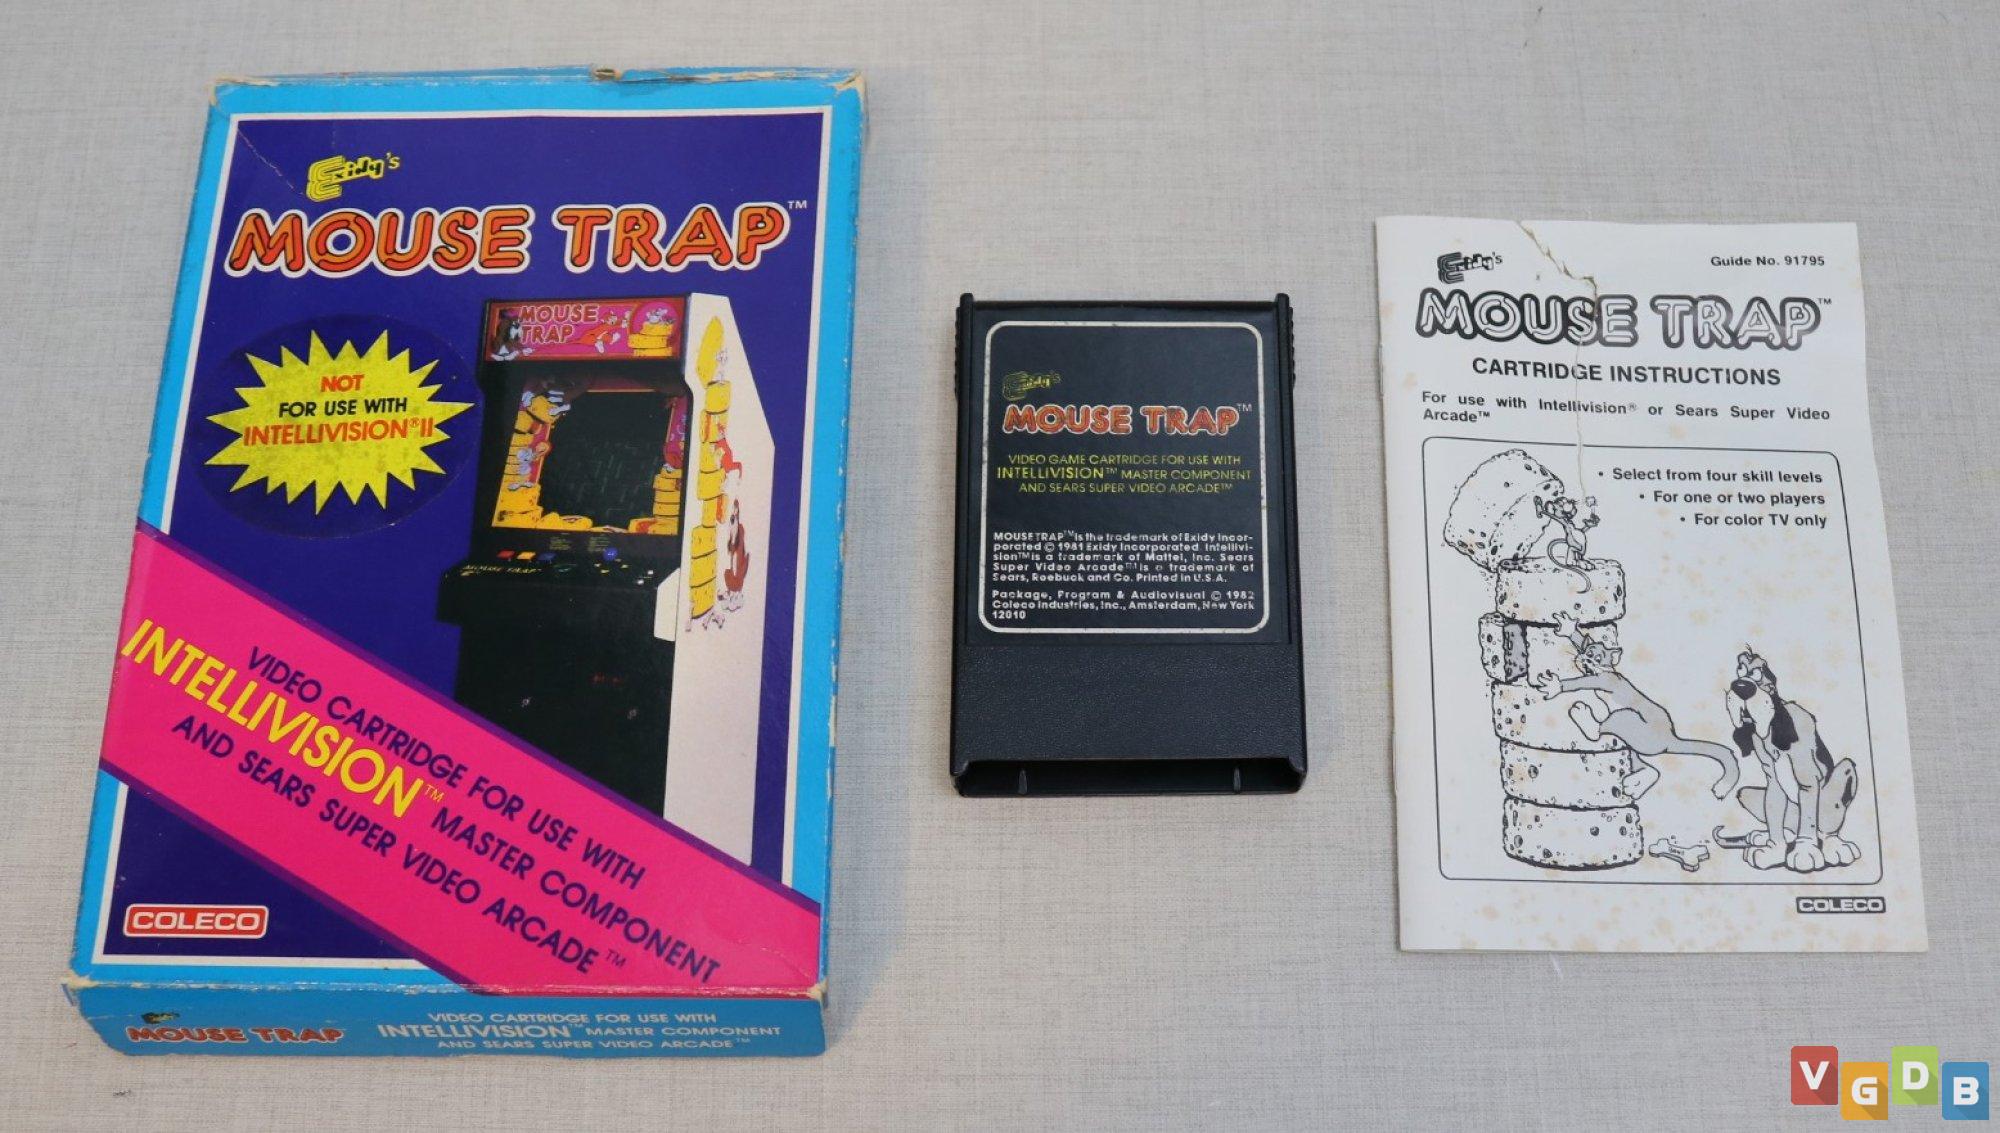 Exidy's
MOUSE TRAP™
NOT
FOR USE WITH
INTELLIVISION® II
MOUSE
TRAP
MOUSE TRAP
VIDEO CARTRIDGE FOR USE WITH
INTELLIVISION™ MASTER COMPONENT
AND SEARS SUPER VIDEO ARCADE™
COLECO
MOUSE TRAP
VIDEO CARTRIDGE FOR USE WITH
INTELLIVISION™ MASTER COMPONENT
AND SEARS SUPER VIDEO ARCADE™
Exidy's
MOUSE TRAP™
VIDEO GAME CARTRIDGE FOR USE WITH
INTELLIVISION™ MASTER COMPONENT
AND SEARS SUPER VIDEO ARCADE™
MOUSETRAP™ is the trademark of Exidy Incor-
porated © 1981 Exidy Incorporated. Intellivi-
sion™ is a trademark of Mattel, Inc. Sears
Super Video Arcade™ is a trademark of
Sears, Roebuck and Co. Printed in U.S.A.
Package, Program & Audiovisual © 1982
Coleco Industries, Inc., Amsterdam, New York
12010
Exidy's
Guide No. 91795
MOUSE TRAP™
CARTRIDGE INSTRUCTIONS
For use with Intellivision® or Sears Super Video
Arcade™
• Select from four skill levels
• For one or two players
• For color TV only
COLECO
VGDB